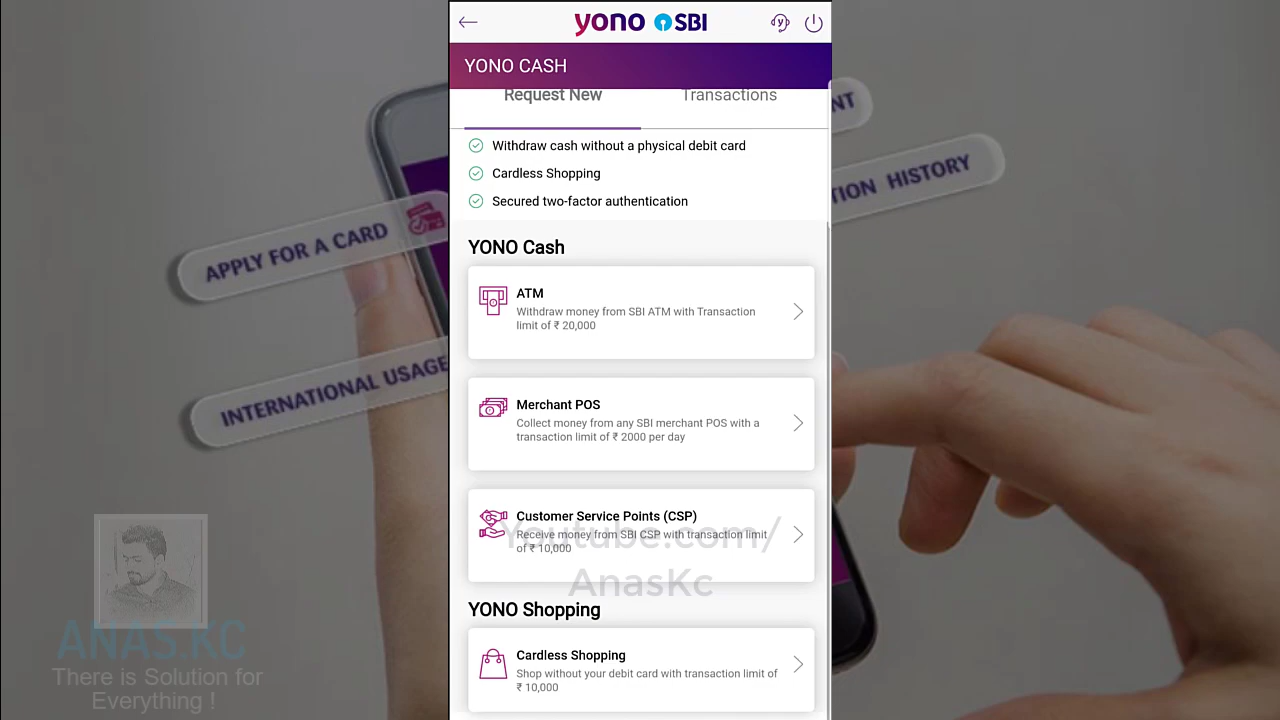 yono SBI
YONO CASH
Request New
Transactions
Withdraw cash without a physical debit card
Cardless Shopping
Secured two-factor authentication
YONO Cash
ATM
Withdraw money from SBI ATM with Transaction
limit of ₹ 20,000
Merchant POS
Collect money from any SBI merchant POS with a
transaction limit of ₹ 2000 per day
Customer Service Points (CSP)
Receive money from SBI CSP with transaction limit
of ₹ 10,000
YONO Shopping
Cardless Shopping
Shop without your debit card with transaction limit of
₹ 10,000
Youtube.com/
AnasKc
APPLY FOR A CARD
INTERNATIONAL USAGE
NT
TION HISTORY
ANAS.KC
There is Solution for
Everything !